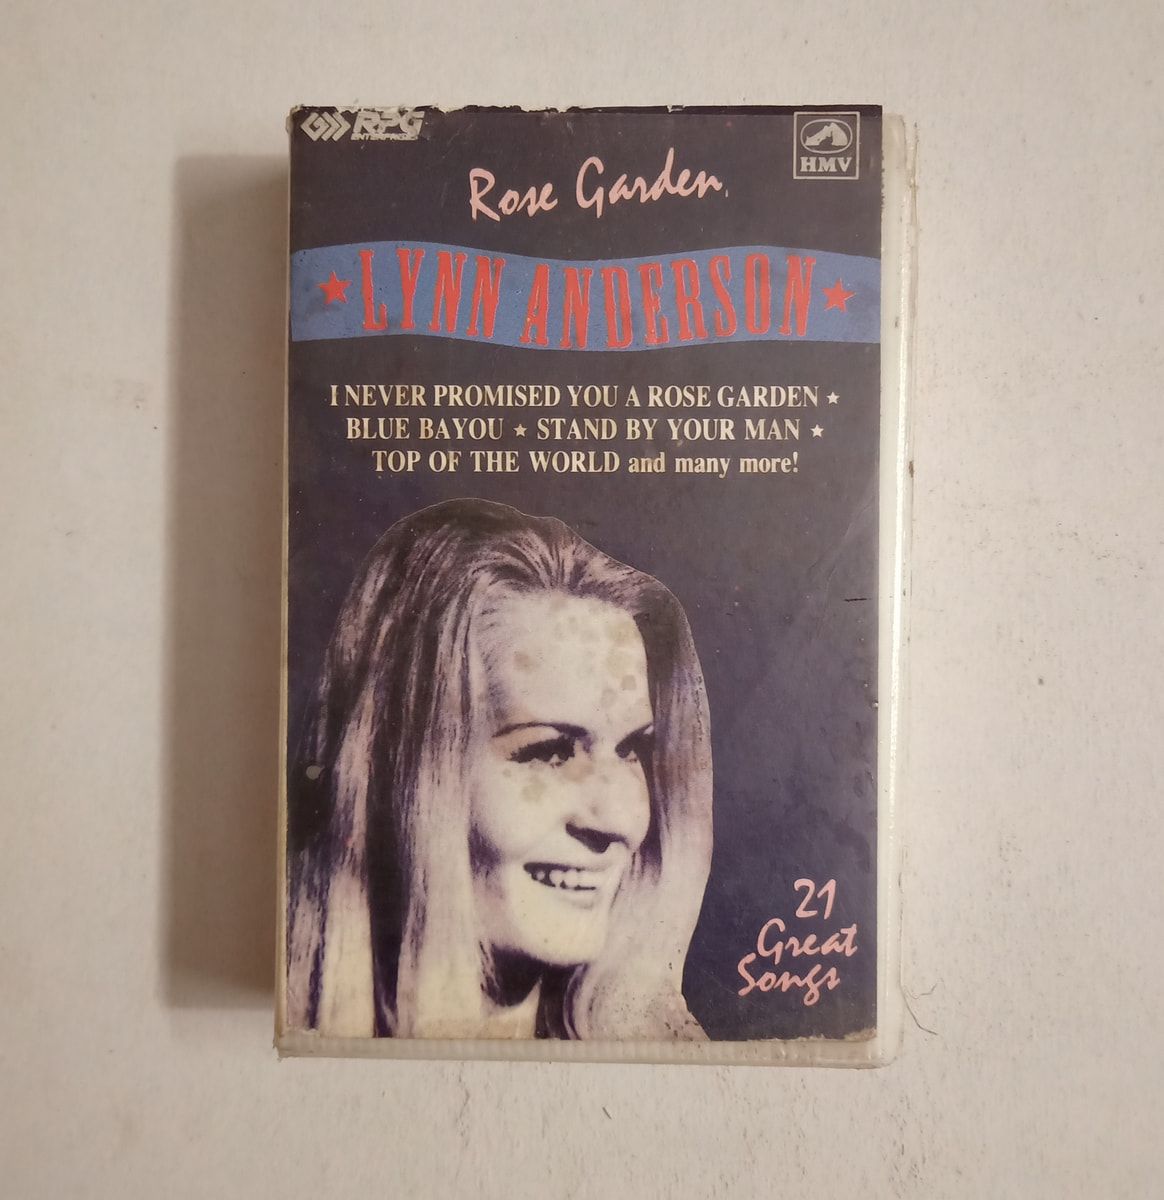 RPG
ENTERPRISES
HMV
Rose Garden
★ LYNN ANDERSON ★
I NEVER PROMISED YOU A ROSE GARDEN ★
BLUE BAYOU ★ STAND BY YOUR MAN ★
TOP OF THE WORLD and many more!
21
Great
Songs